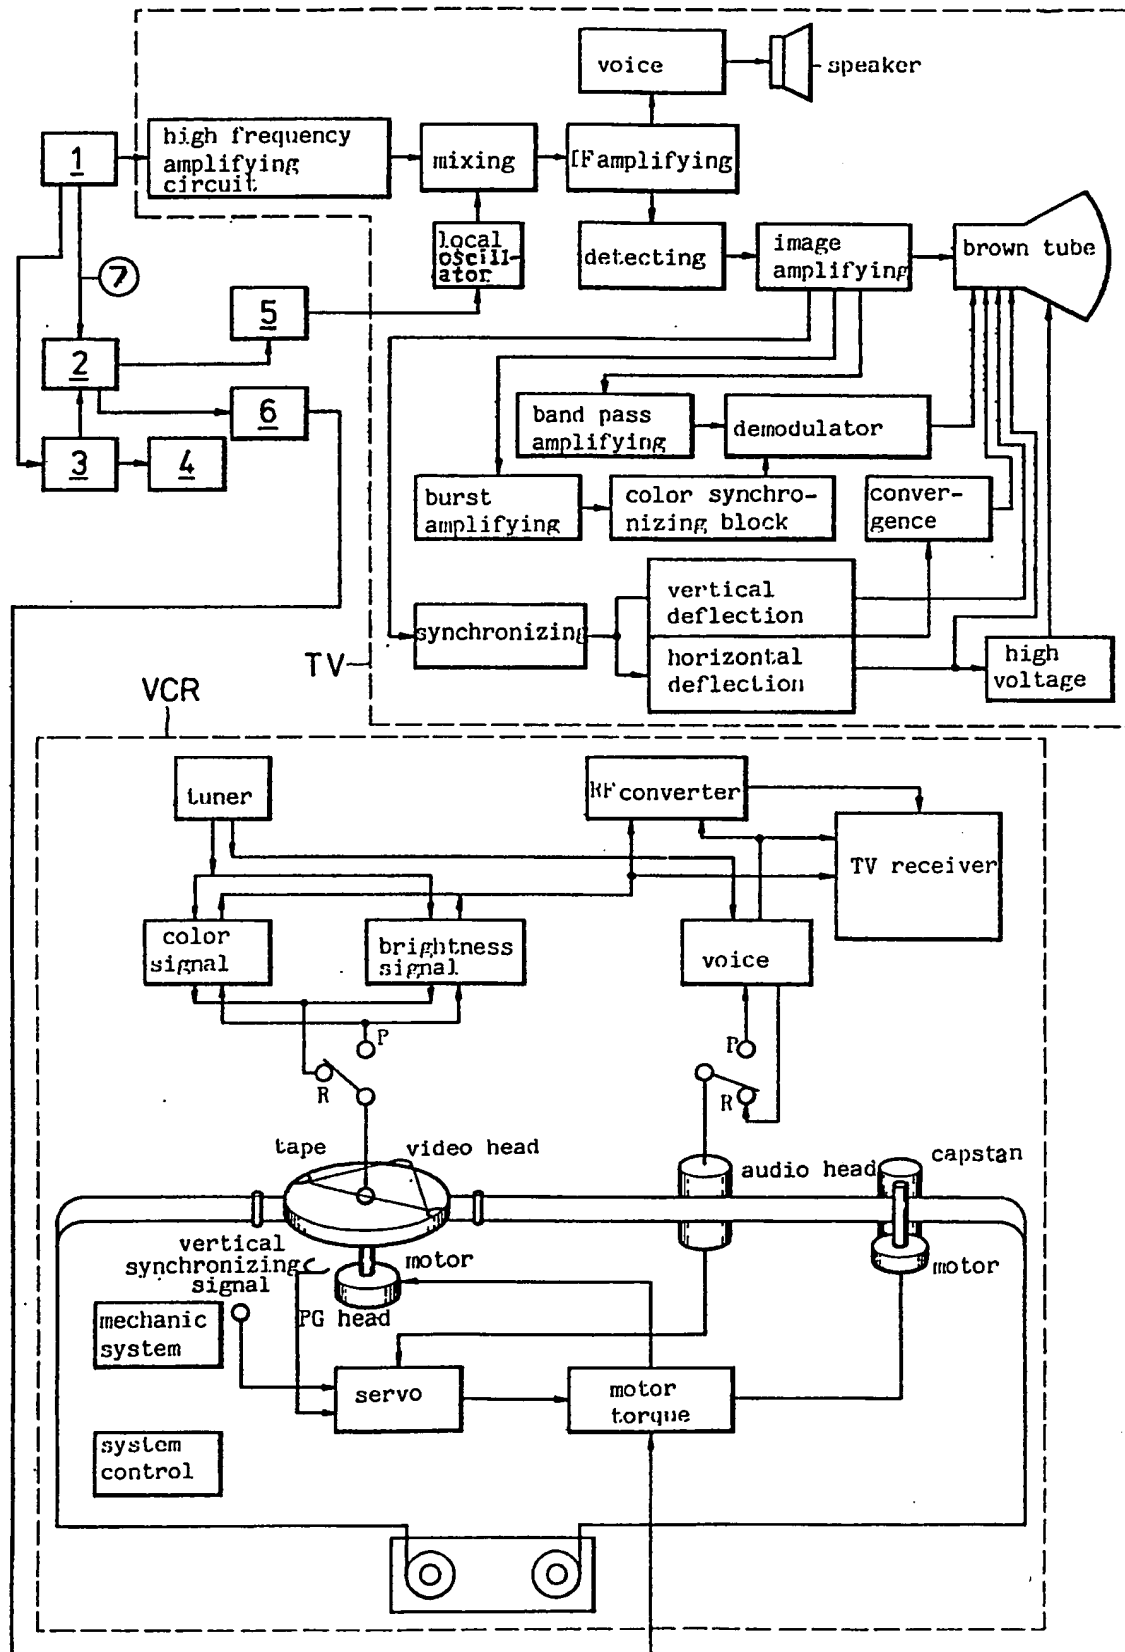 voice
speaker
1
high frequency
amplifying
circuit
mixing
IF amplifying
local
oscill-
ator
detecting
image
amplifying
brown tube
7
5
2
6
3
4
band pass
amplifying
demodulator
burst
amplifying
color synchro-
nizing block
conver-
gence
synchronizing
vertical
deflection
horizontal
deflection
high
voltage
TV
VCR
tuner
RF converter
TV receiver
color
signal
brightness
signal
voice
P
R
P
R
tape
video head
audio head
capstan
vertical
synchronizing
signal
motor
motor
PG head
mechanic
system
servo
motor
torque
system
control